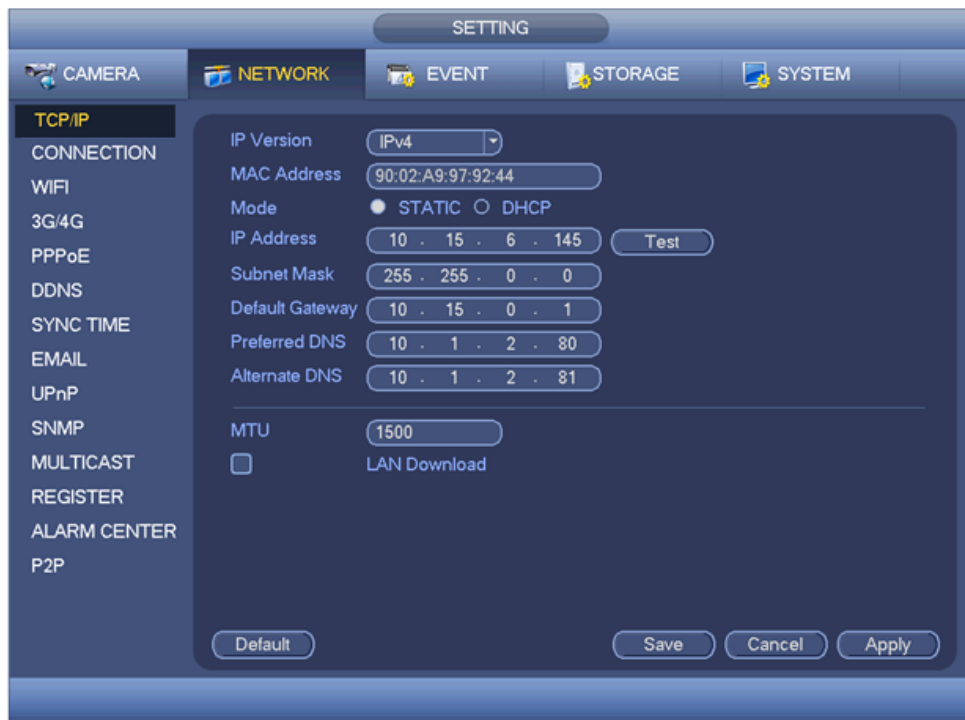 SETTING
CAMERA NETWORK EVENT STORAGE SYSTEM
TCP/IP
CONNECTION
WIFI
3G/4G
PPPoE
DDNS
SYNC TIME
EMAIL
UPnP
SNMP
MULTICAST
REGISTER
ALARM CENTER
P2P
IP Version IPv4
MAC Address 90:02:A9:97:92:44
Mode STATIC DHCP
IP Address 10 . 15 . 6 . 145 Test
Subnet Mask 255 . 255 . 0 . 0
Default Gateway 10 . 15 . 0 . 1
Preferred DNS 10 . 1 . 2 . 80
Alternate DNS 10 . 1 . 2 . 81
MTU 1500
LAN Download
Default Save Cancel Apply